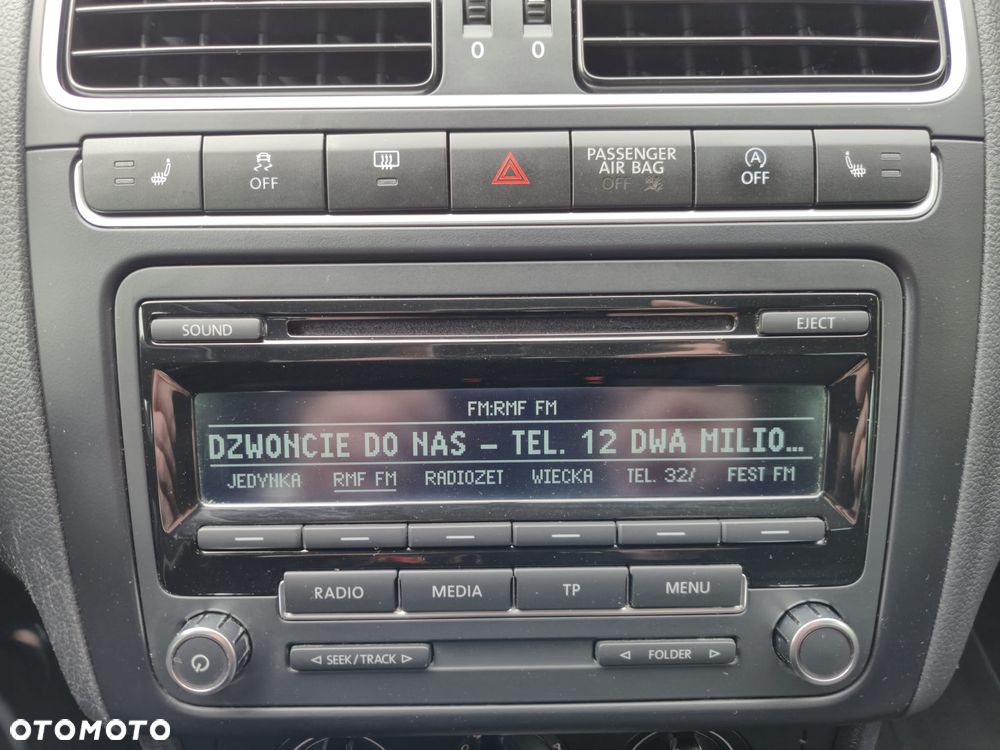 0 0
OFF
PASSENGER
AIR BAG
OFF
A
OFF
SOUND
EJECT
FM:RMF FM
DZWOŃCIE DO NAS - TEL. 12 DWA MILIO...
JEDYNKA RMF FM RADIOZET WIECKA TEL. 32/ FEST FM
RADIO MEDIA TP MENU
SEEK/TRACK FOLDER
OTOMOTO